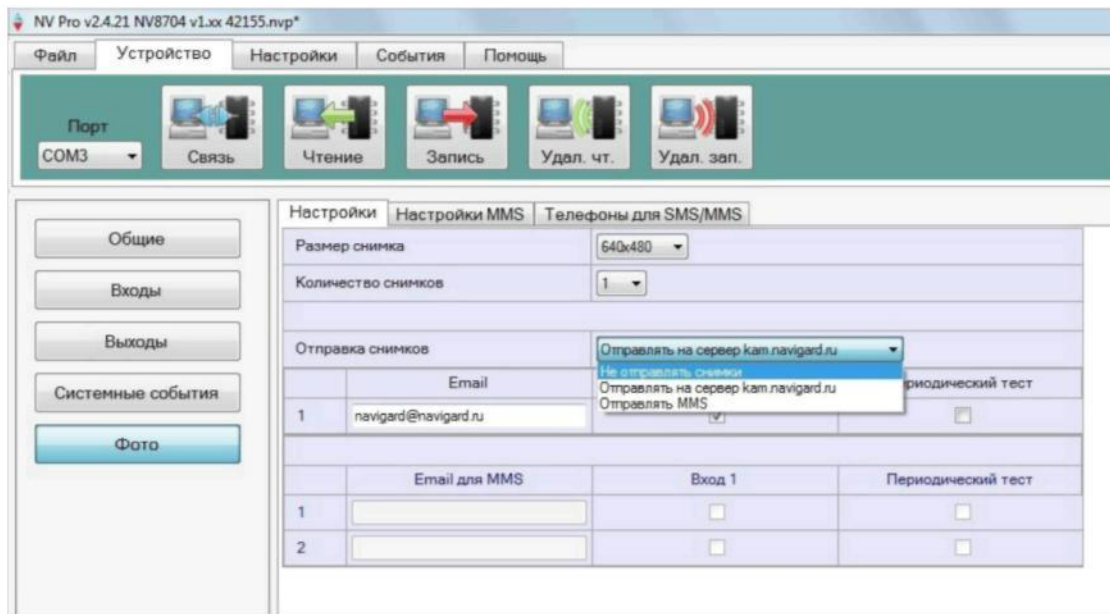 NV Pro v2.4.21 NV8704 v1.xx 42155.nvp*
Файл Устройство Настройки События Помощь
Порт
COM3 Связь Чтение Запись Удал. чт. Удал. зап.
Настройки Настройки MMS Телефоны для SMS/MMS
Общие
Входы
Выходы
Системные события
Фото
Размер снимка 640x480
Количество снимков 1
Отправка снимков Отправлять на сервер kam.navigard.ru
Не отправлять снимки
Отправлять на сервер kam.navigard.ru
Отправлять MMS
Email риодический тест
1 navigard@navigard.ru
Email для MMS Вход 1 Периодический тест
1
2